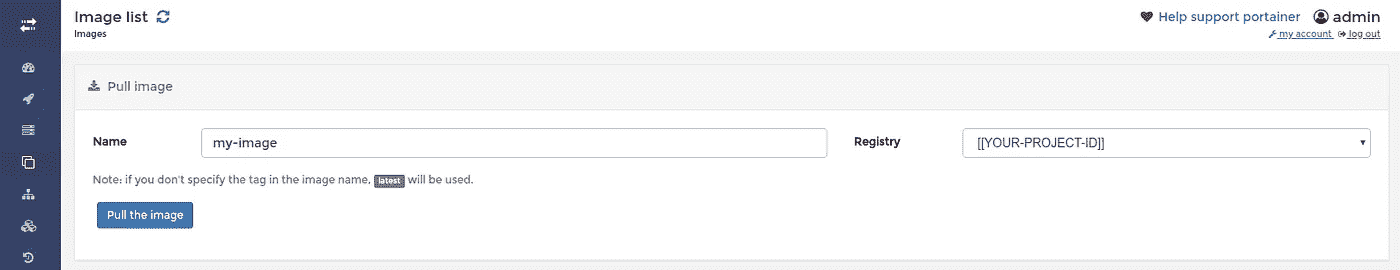 Image list
Images
Help support portainer admin
my account log out
Pull image
Name my-image Registry [[YOUR-PROJECT-ID]]
Note: if you don't specify the tag in the image name, latest will be used.
Pull the image